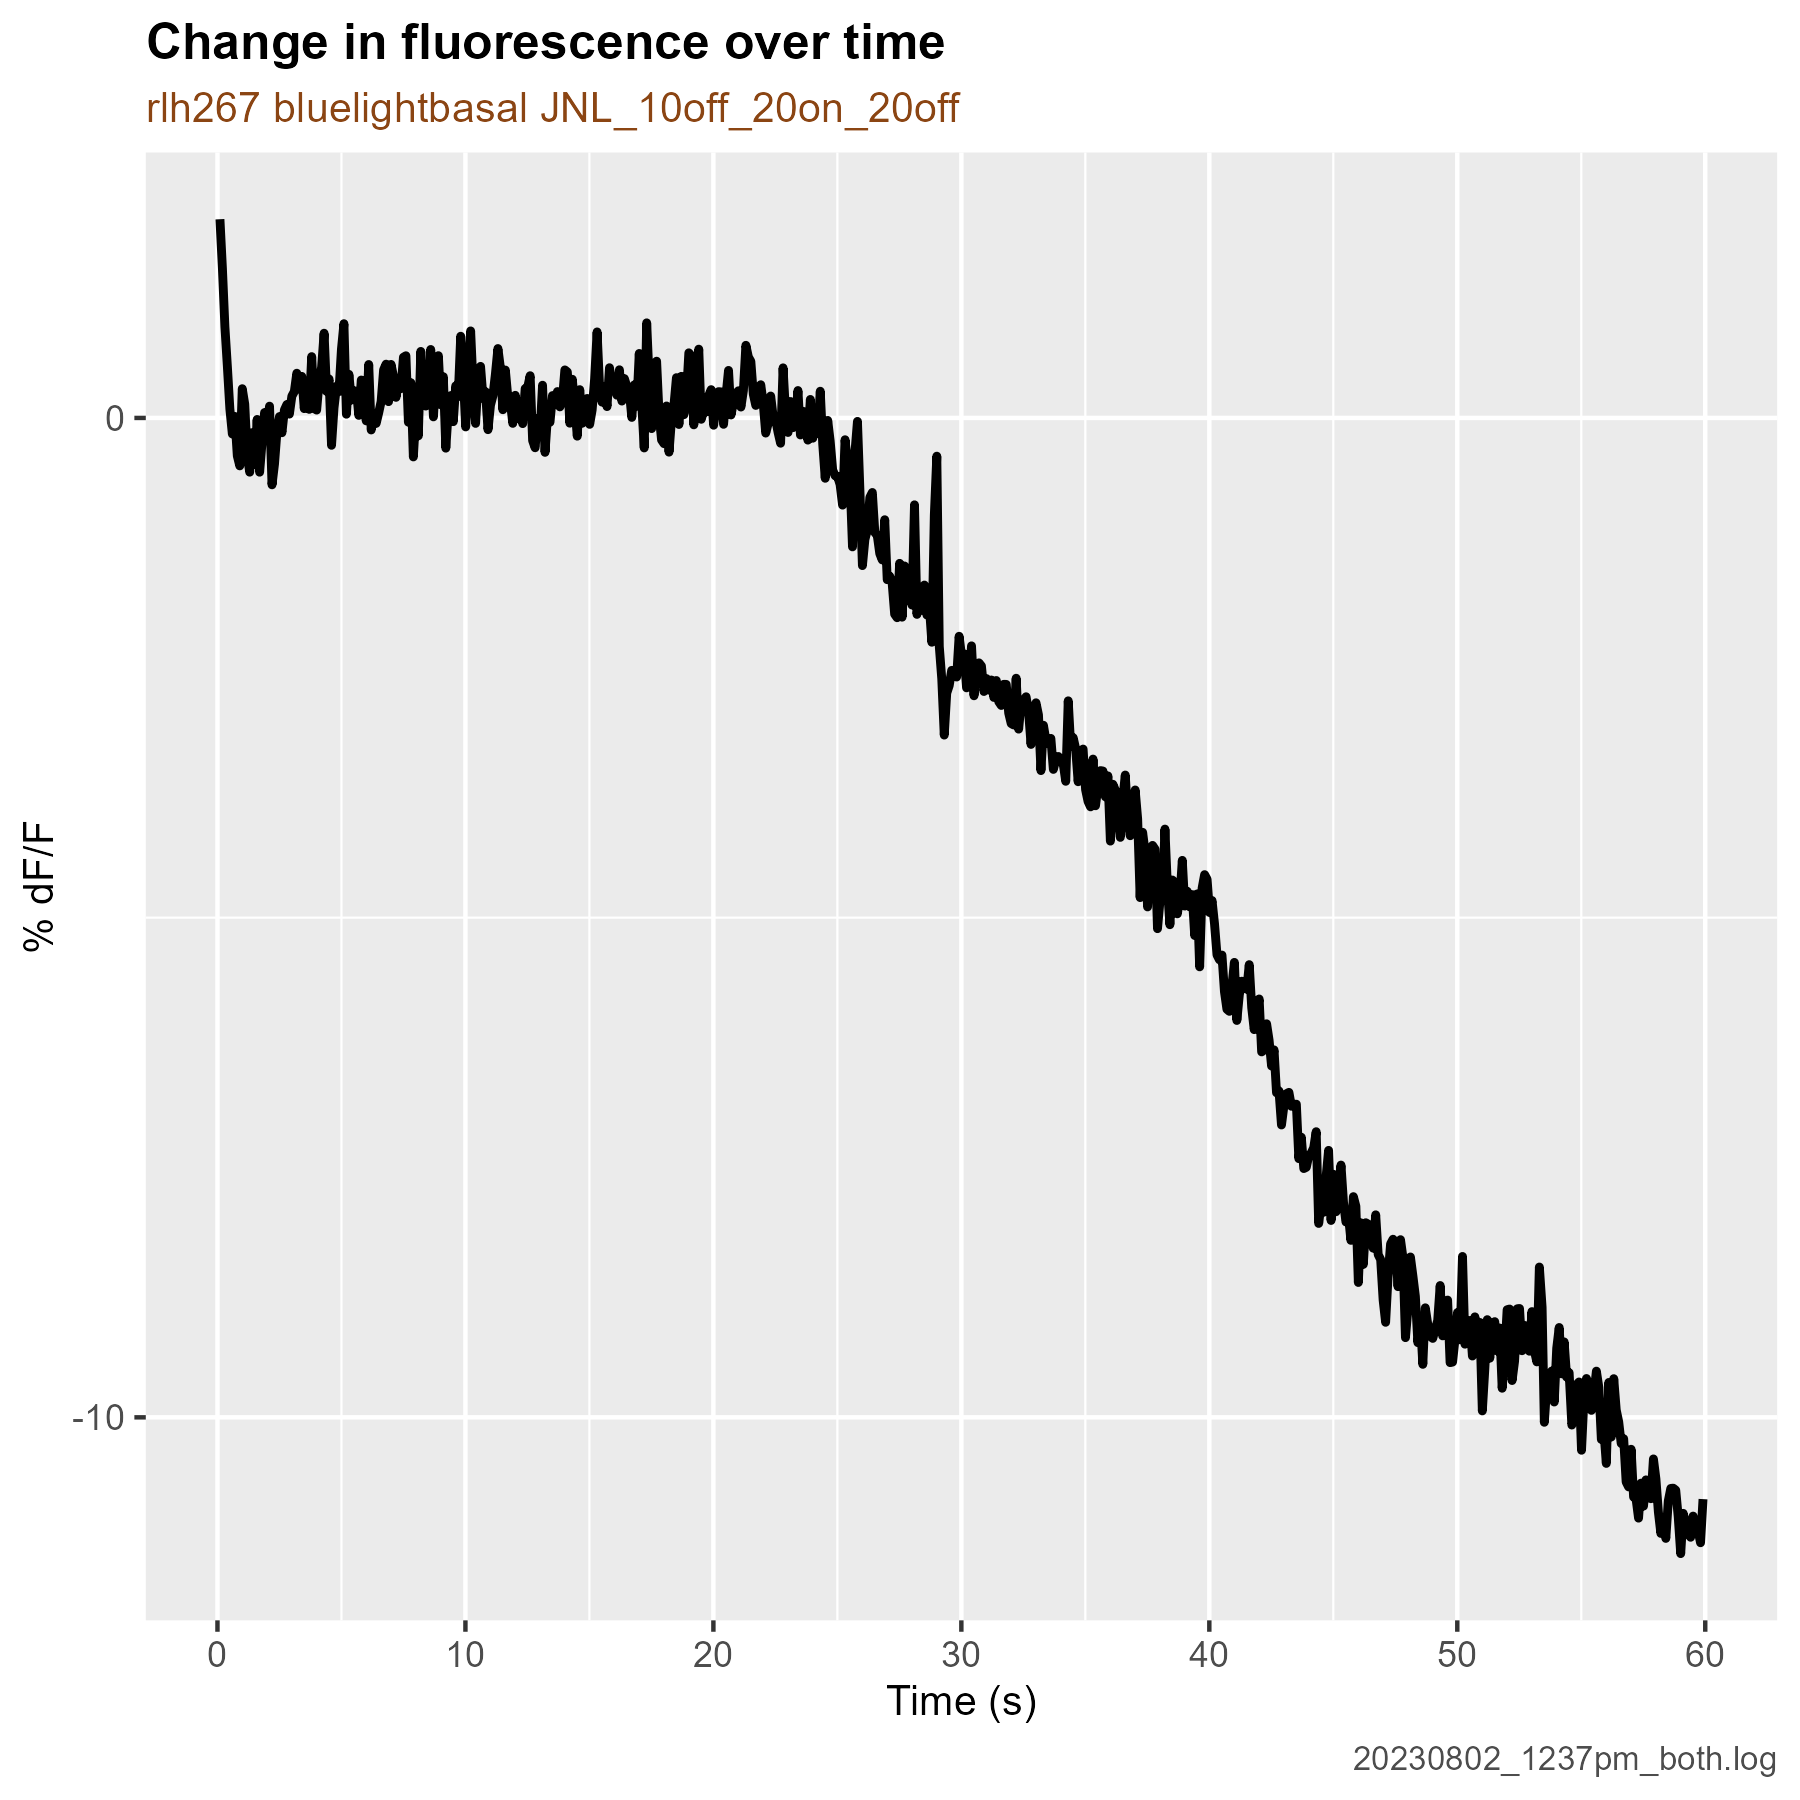 Change in fluorescence over time
rlh267 bluelightbasal JNL_10off_20on_20off
% dF/F
0
-10
0 10 20 30 40 50 60
Time (s)
20230802_1237pm_both.log